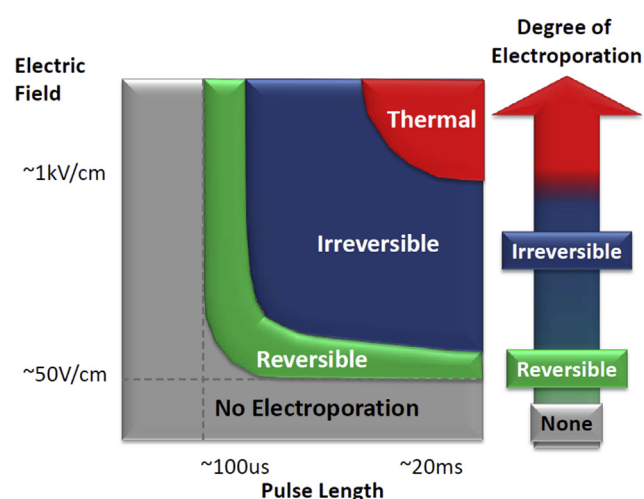 Degree of
Electroporation
Electric
Field
Thermal
~1kV/cm
Irreversible
Irreversible
Reversible
Reversible
~50V/cm
No Electroporation
None
~100us
~20ms
Pulse Length